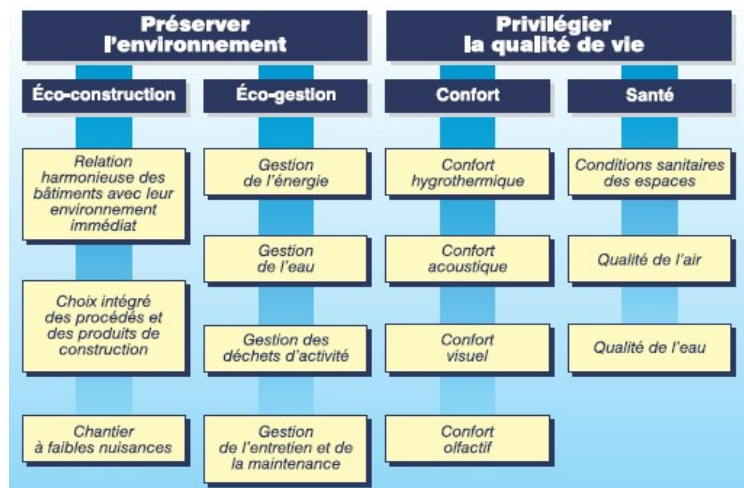 Préserver
l'environnement
Privilégier
la qualité de vie
Éco-construction
Éco-gestion
Confort
Santé
Relation
harmonieuse des
bâtiments avec leur
environnement
immédiat
Choix intégré
des procédés et
des produits de
construction
Chantier
à faibles nuisances
Gestion
de l'énergie
Gestion
de l'eau
Gestion des
déchets d'activité
Gestion
de l'entretien et de
la maintenance
Confort
hygrothermique
Confort
acoustique
Confort
visuel
Confort
olfactif
Conditions sanitaires
des espaces
Qualité de l'air
Qualité de l'eau